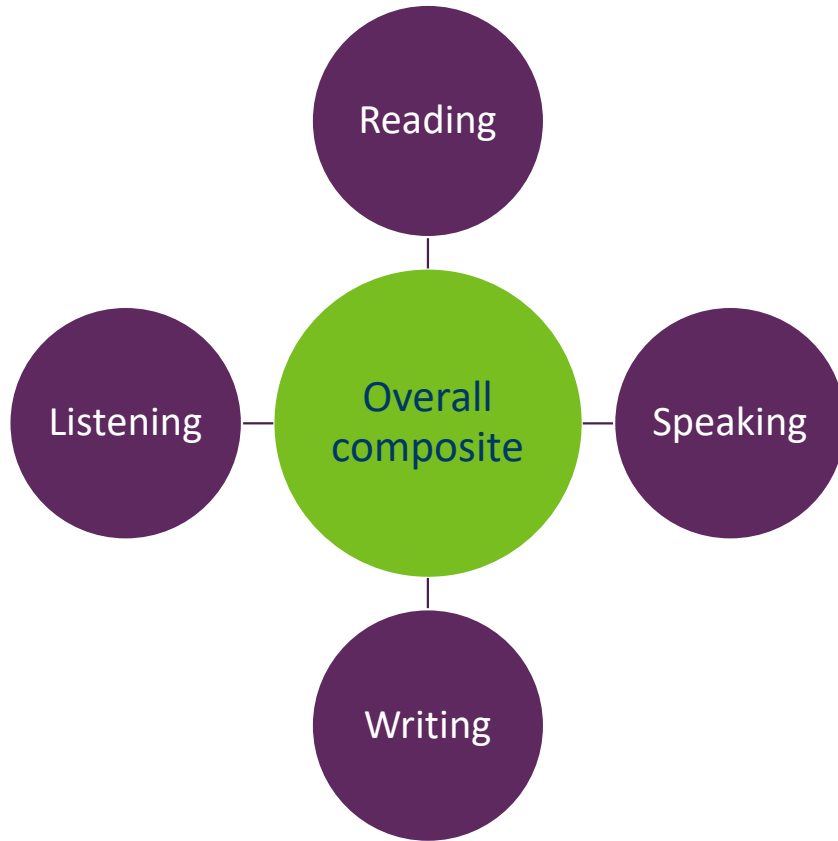 Reading
Listening
Overall
composite
Speaking
Writing